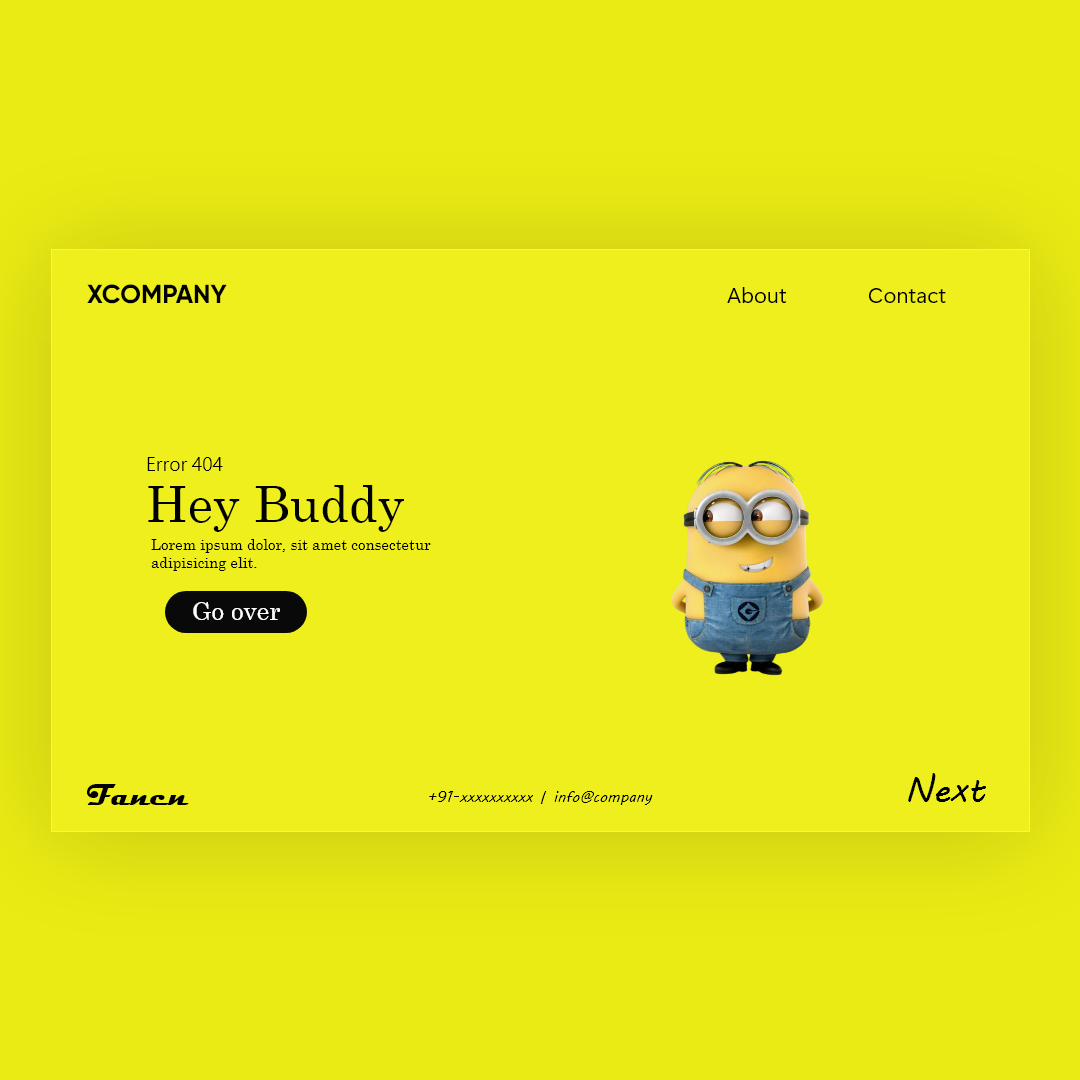 XCOMPANY
About
Contact
Error 404
Hey Buddy
Lorem ipsum dolor, sit amet consectetur
adipisicing elit.
Go over
Fancn
+91-xxxxxxxxxx / info@company
Next